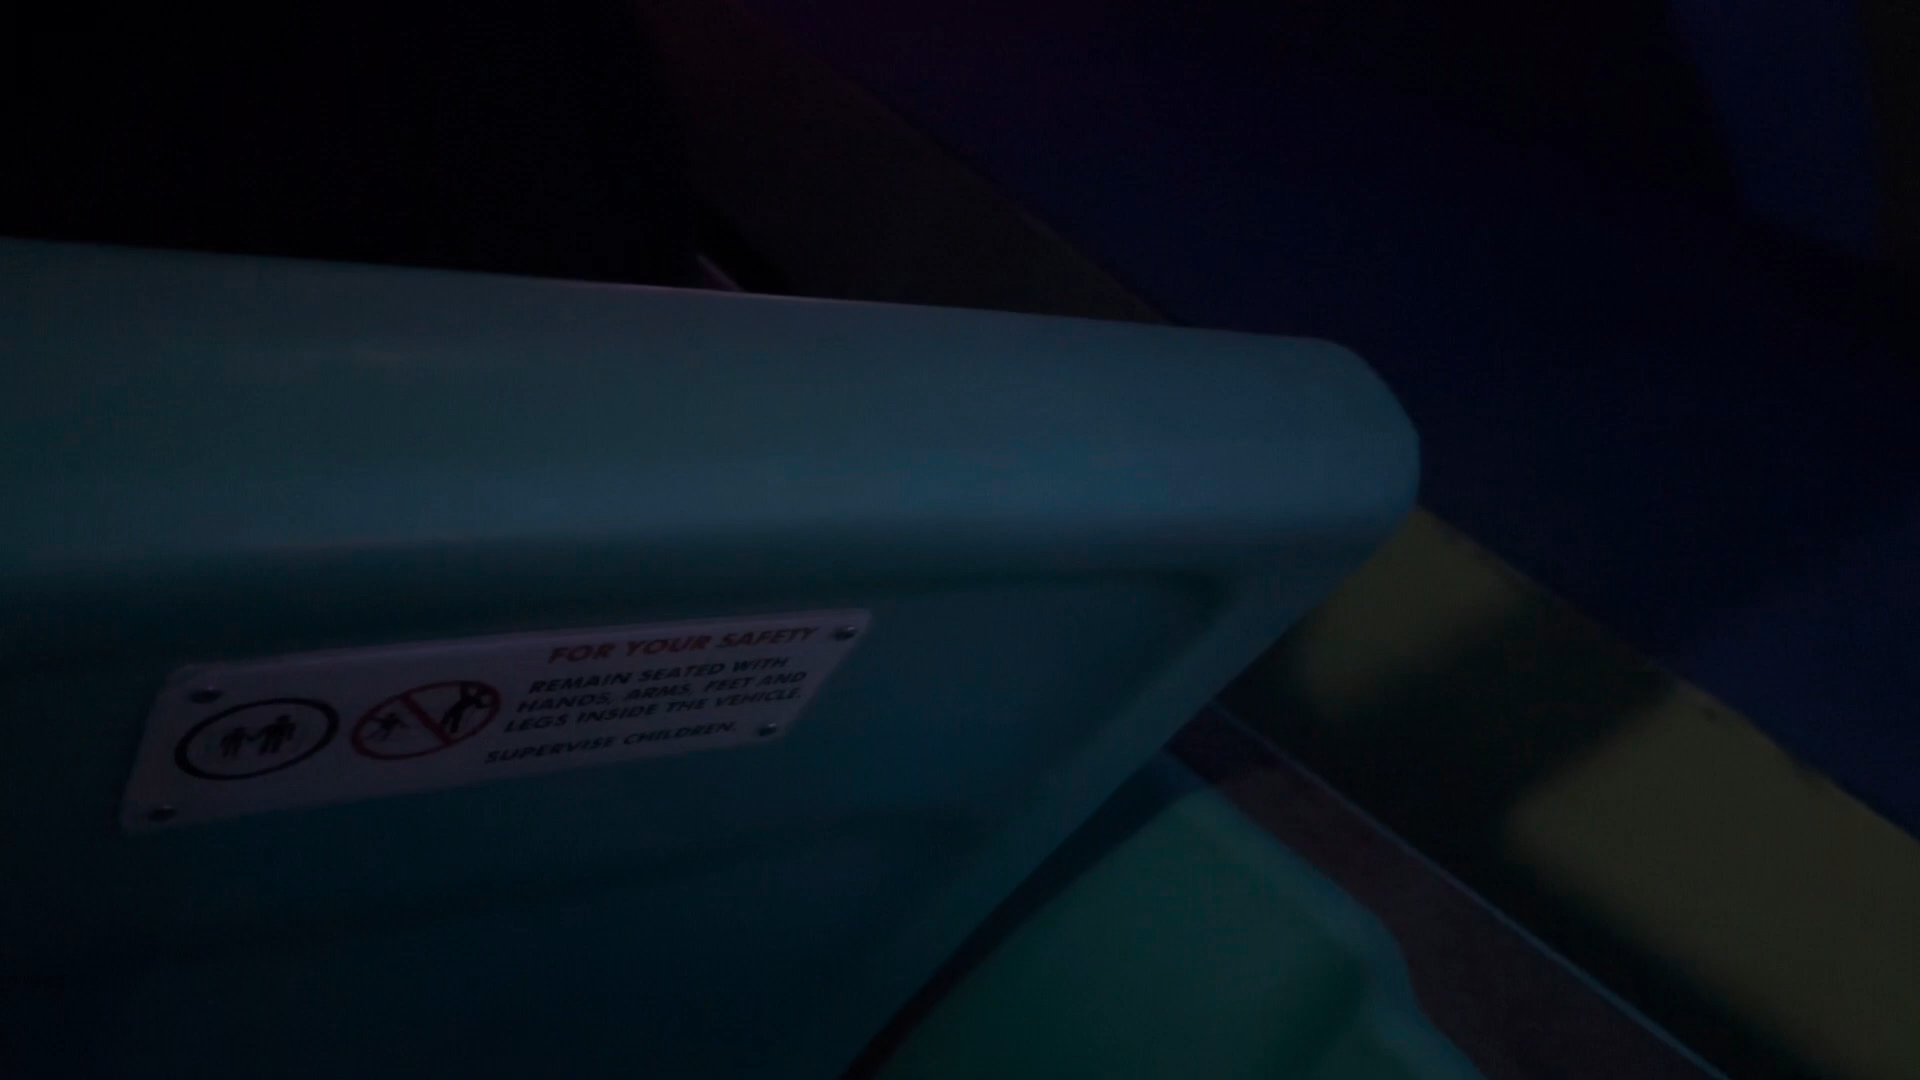 FOR YOUR SAFETY
REMAIN SEATED WITH
HANDS, ARMS, FEET AND
LEGS INSIDE THE VEHICLE.
SUPERVISE CHILDREN.